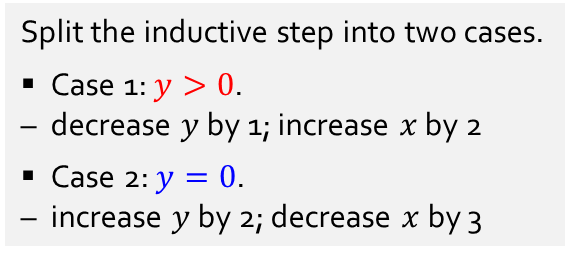 Split the inductive step into two cases.
▪ Case 1: y > 0.
– decrease y by 1; increase x by 2
▪ Case 2: y = 0.
– increase y by 2; decrease x by 3